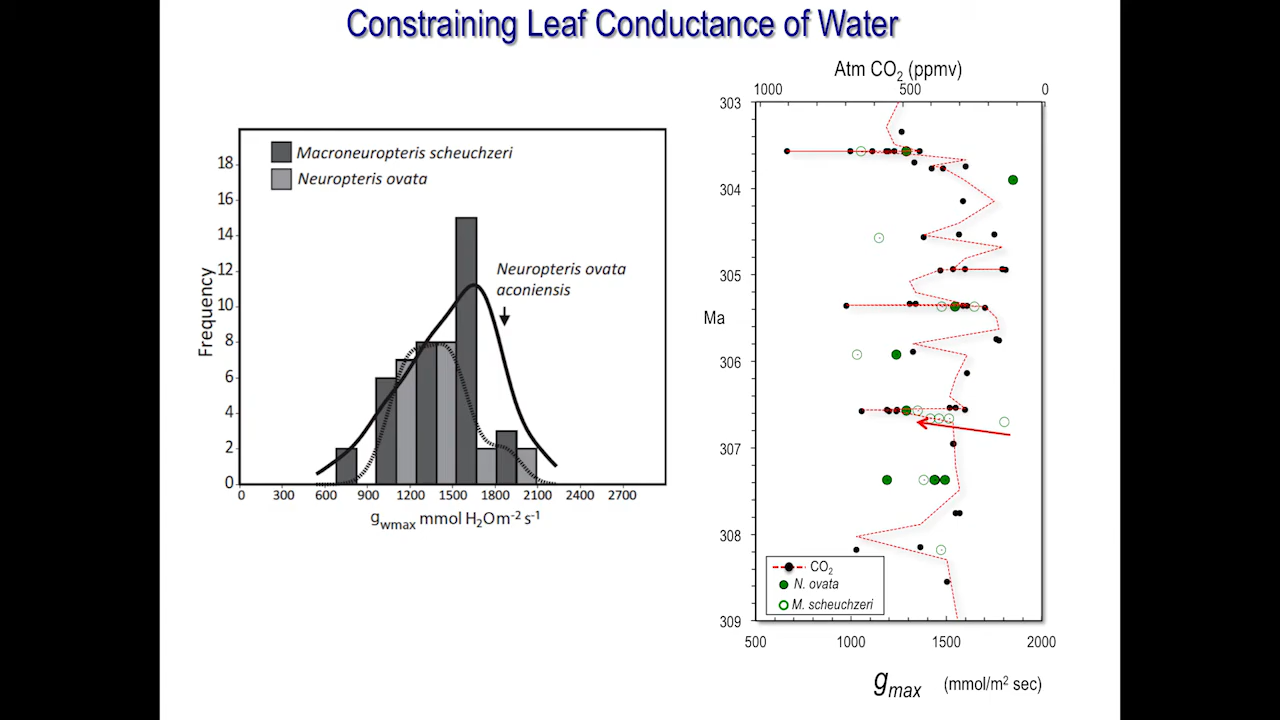 Constraining Leaf Conductance of Water
Macroneuropteris scheuchzeri
Neuropteris ovata
Neuropteris ovata
aconiensis
Frequency
18
16
14
12
10
8
6
4
2
0
0 300 600 900 1200 1500 1800 2100 2400 2700
gwmax mmol H2O m-2 s-1
Atm CO2 (ppmv)
1000 500 0
303
304
305
Ma
306
307
308
309
CO2
N. ovata
M. scheuchzeri
500 1000 1500 2000
gmax (mmol/m2 sec)